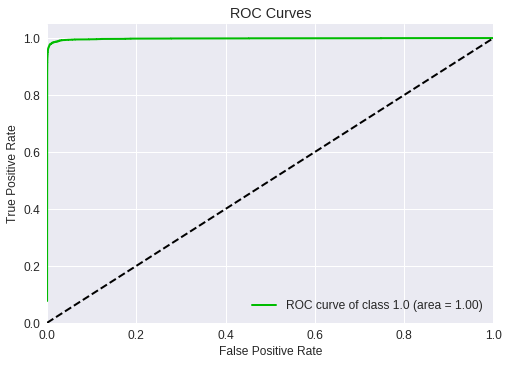 ROC Curves
1.0
0.8
0.6
0.4
0.2
0.0
True Positive Rate
ROC curve of class 1.0 (area = 1.00)
0.0 0.2 0.4 0.6 0.8 1.0
False Positive Rate